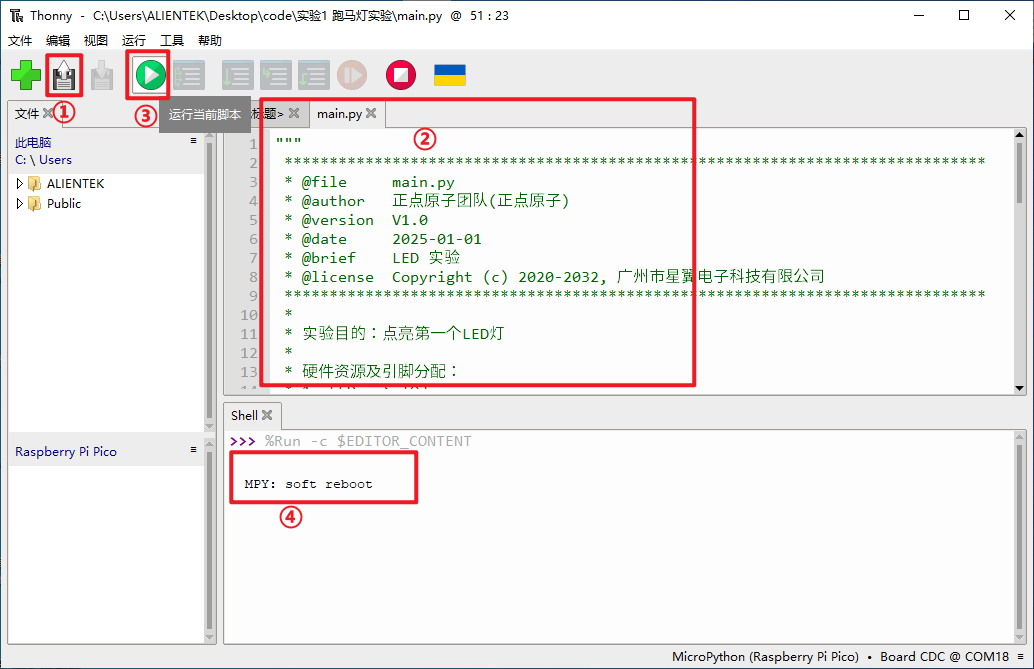 Thonny - C:\Users\ALIENTEK\Desktop\code\实验1 跑马灯实验\main.py @ 51 : 23
文件 编辑 视图 运行 工具 帮助
文件
①
③
运行当前脚本
标题>
main.py
②
此电脑
C: \ Users
ALIENTEK
Public
1 """
2 ******************************************************************************
3 * @file main.py
4 * @author 正点原子团队(正点原子)
5 * @version V1.0
6 * @date 2025-01-01
7 * @brief LED 实验
8 * @license Copyright (c) 2020-2032, 广州市星翼电子科技有限公司
9 ******************************************************************************
10 *
11 * 实验目的：点亮第一个LED灯
12 *
13 * 硬件资源及引脚分配：
Raspberry Pi Pico
Shell
>>> %Run -c $EDITOR_CONTENT
MPY: soft reboot
④
MicroPython (Raspberry Pi Pico) • Board CDC @ COM18 ≡